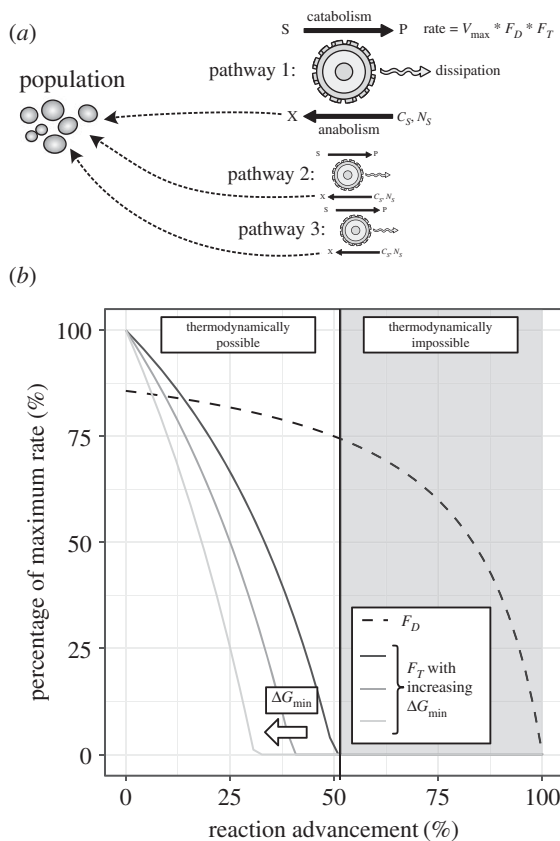 (a)
S catabolism P rate = Vmax * FD * FT
population
pathway 1:
dissipation
X anabolism CS, NS
S P
pathway 2:
X CS, NS
S P
pathway 3:
X CS, NS
(b)
thermodynamically possible
thermodynamically impossible
percentage of maximum rate (%)
100
75
50
25
0
FD
FT with
increasing
ΔGmin
ΔGmin
0 25 50 75 100
reaction advancement (%)